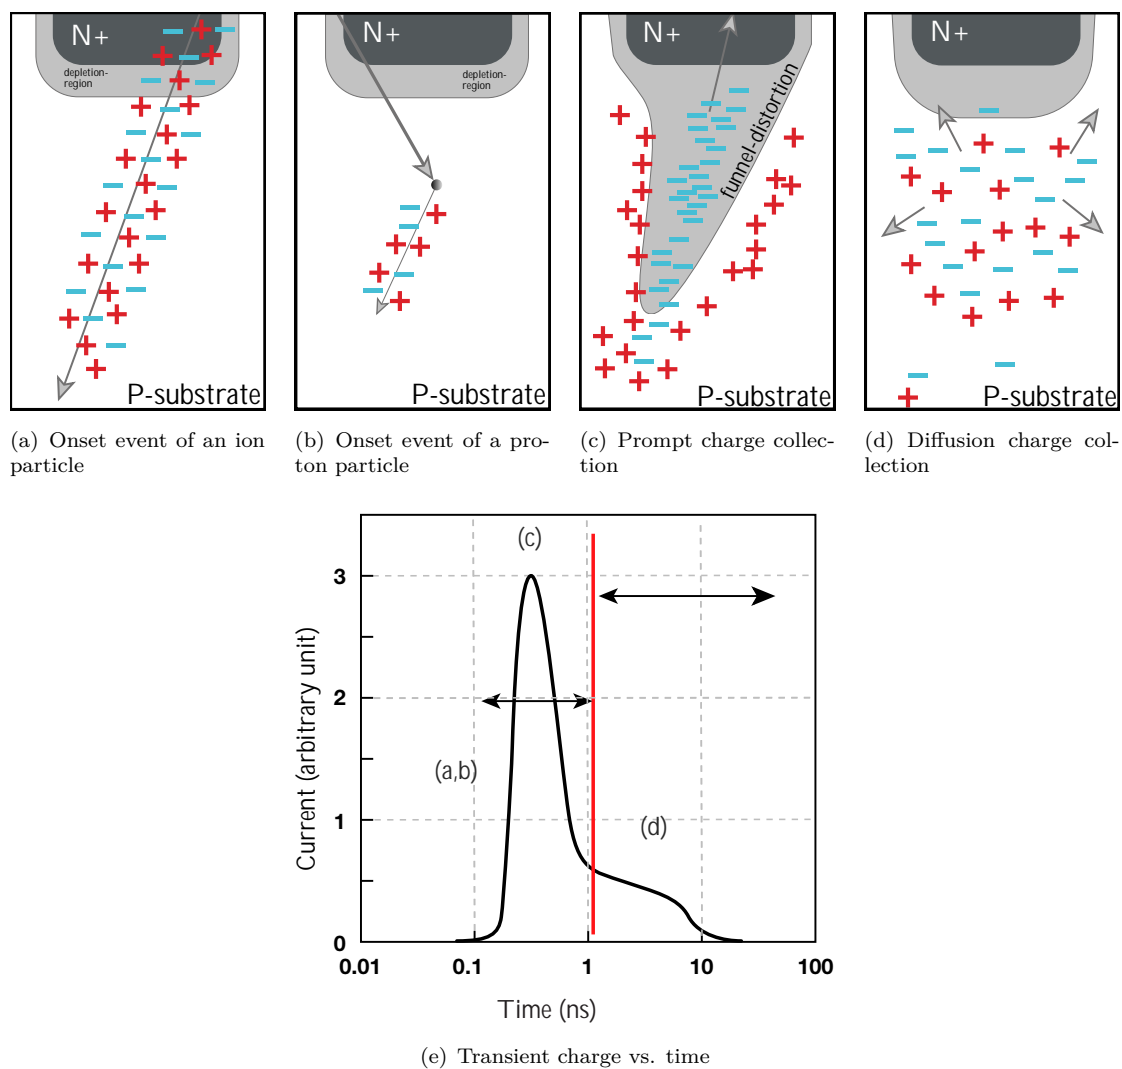 N+
depletion-
region
P-substrate
N+
depletion-
region
P-substrate
N+
funnel-distortion
P-substrate
N+
P-substrate
(a) Onset event of an ion
particle
(b) Onset event of a pro-
ton particle
(c) Prompt charge collec-
tion
(d) Diffusion charge col-
lection
(c)
(a,b)
(d)
Current (arbitrary unit)
3
2
1
0
0.01
0.1
1
10
100
Time (ns)
(e) Transient charge vs. time